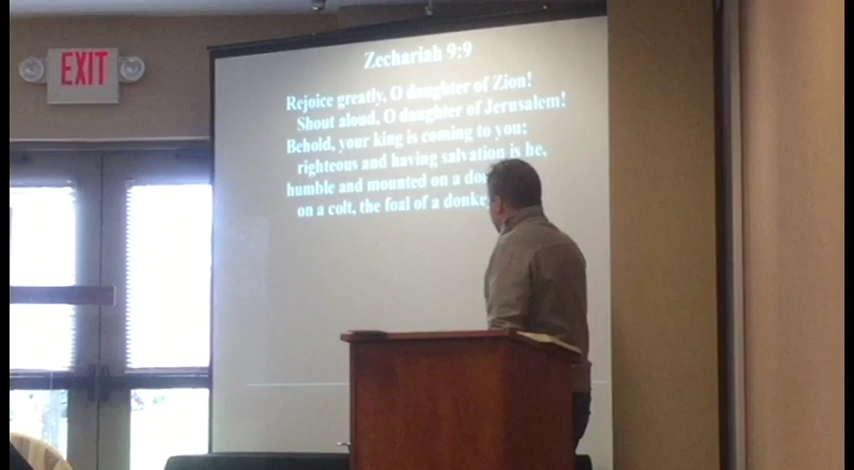 EXIT
Zechariah 9:9
Rejoice greatly, O daughter of Zion!
Shout aloud, O daughter of Jerusalem!
Behold, your king is coming to you;
righteous and having salvation is he,
humble and mounted on a
on a colt, the foal of a